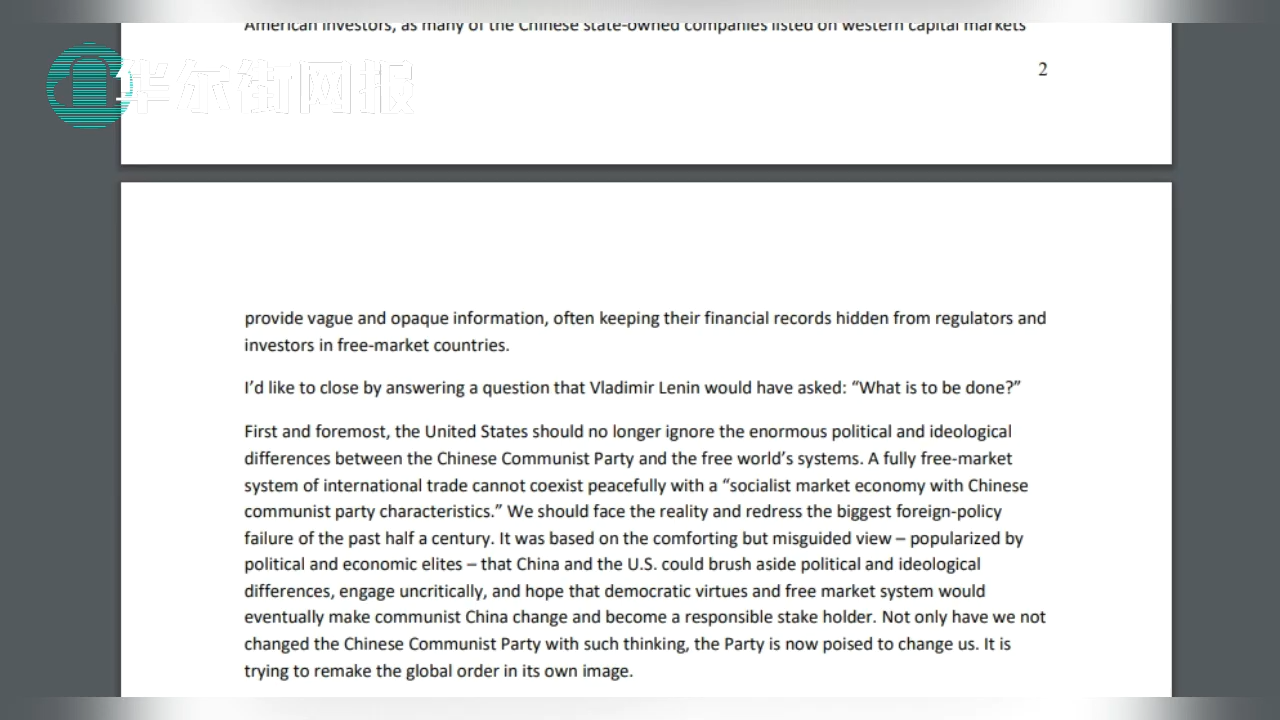 American investors, as many of the Chinese state-owned companies listed on western capital markets
2
华尔街网报
provide vague and opaque information, often keeping their financial records hidden from regulators and
investors in free-market countries.
I’d like to close by answering a question that Vladimir Lenin would have asked: “What is to be done?”
First and foremost, the United States should no longer ignore the enormous political and ideological
differences between the Chinese Communist Party and the free world’s systems. A fully free-market
system of international trade cannot coexist peacefully with a “socialist market economy with Chinese
communist party characteristics.” We should face the reality and redress the biggest foreign-policy
failure of the past half a century. It was based on the comforting but misguided view – popularized by
political and economic elites – that China and the U.S. could brush aside political and ideological
differences, engage uncritically, and hope that democratic virtues and free market system would
eventually make communist China change and become a responsible stake holder. Not only have we not
changed the Chinese Communist Party with such thinking, the Party is now poised to change us. It is
trying to remake the global order in its own image.